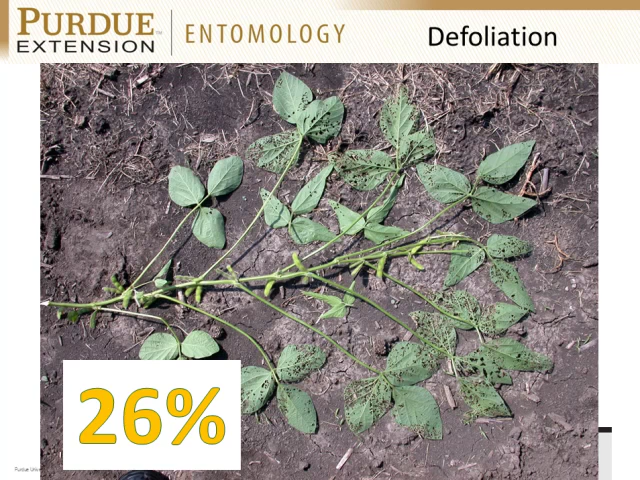 PURDUE
EXTENSION
ENTOMOLOGY
Defoliation
26%